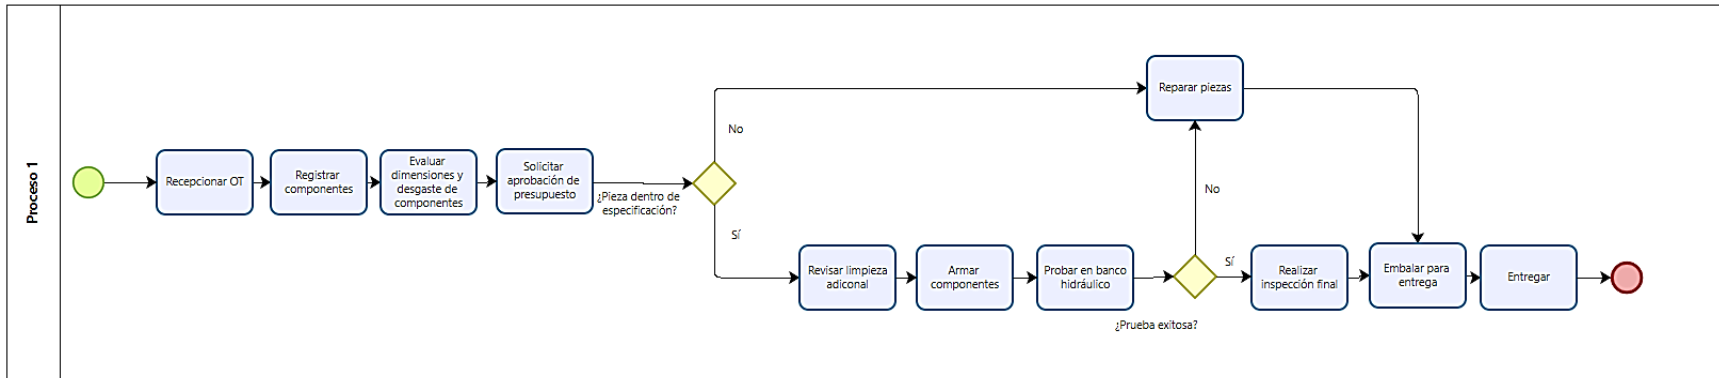 Proceso 1
Recepcionar OT
Registrar
componentes
Evaluar
dimensiones y
desgaste de
componentes
Solicitar
aprobación de
presupuesto
¿Pieza dentro de
especificación?
No
Sí
Reparar piezas
Revisar limpieza
adiconal
Armar
componentes
Probar en banco
hidráulico
¿Prueba exitosa?
No
Sí
Realizar
inspección final
Embalar para
entrega
Entregar